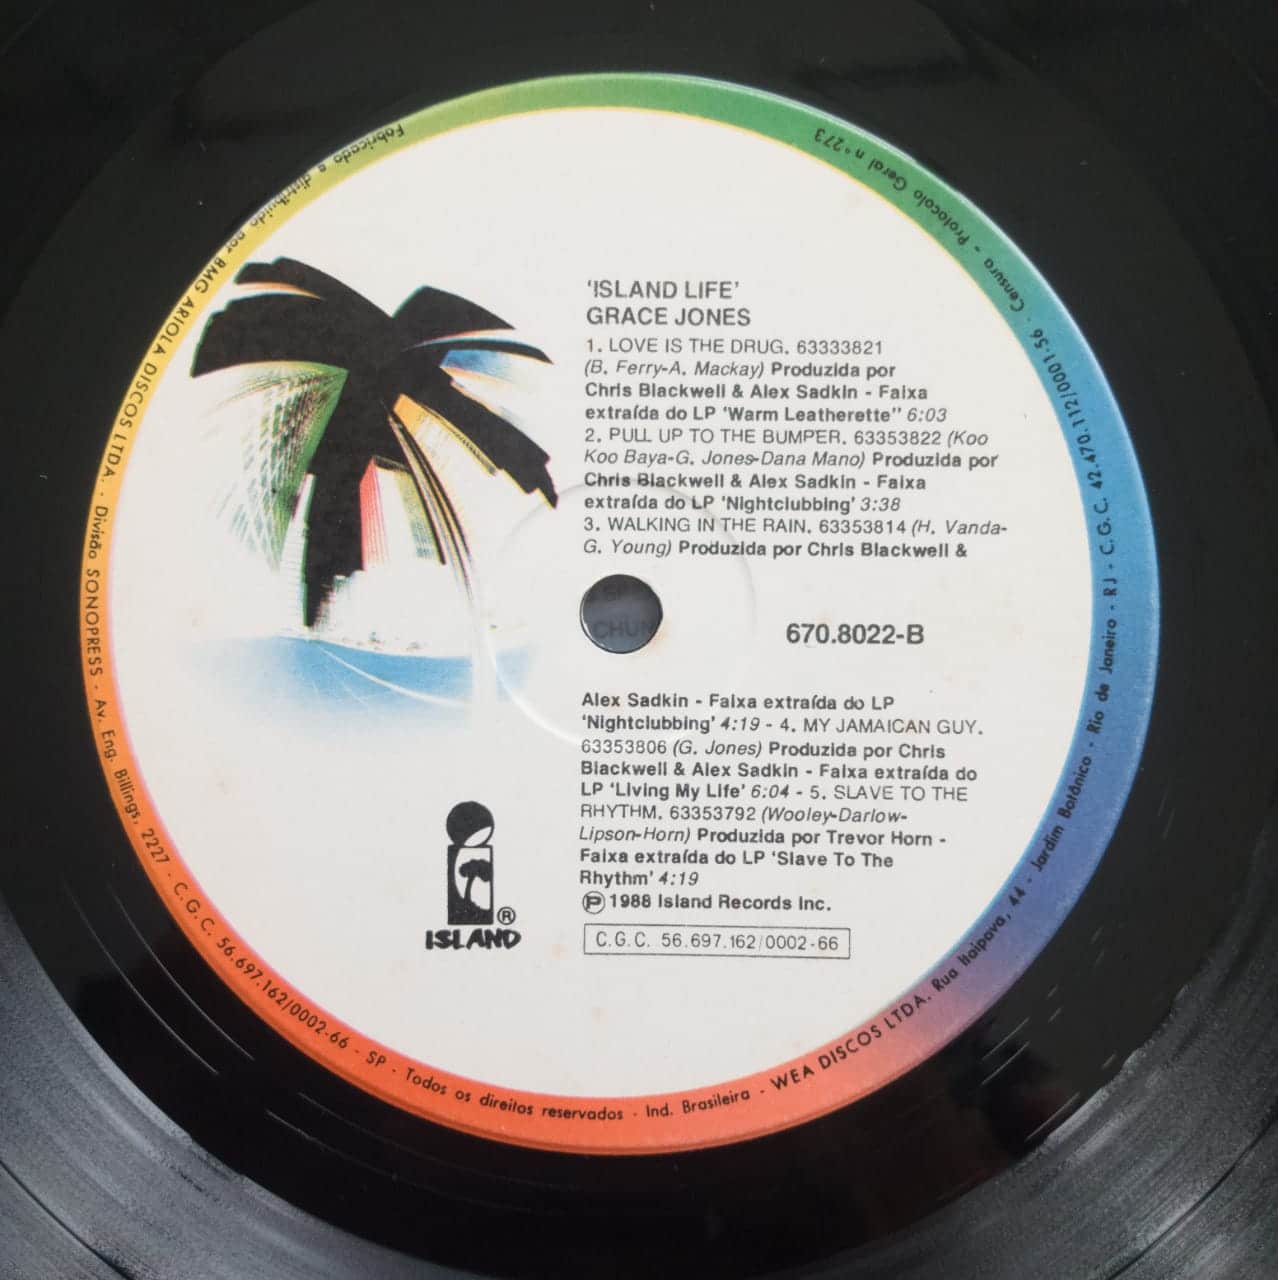 'ISLAND LIFE'
GRACE JONES
1. LOVE IS THE DRUG. 63333821
(B. Ferry-A. Mackay) Produzida por
Chris Blackwell & Alex Sadkin - Faixa
extraída do LP 'Warm Leatherette" 6:03
2. PULL UP TO THE BUMPER. 63353822 (Koo
Koo Baya-G. Jones-Dana Mano) Produzida por
Chris Blackwell & Alex Sadkin - Faixa
extraída do LP 'Nightclubbing' 3:38
3. WALKING IN THE RAIN. 63353814 (H. Vanda-
G. Young) Produzida por Chris Blackwell &
670.8022-B
Alex Sadkin - Faixa extraída do LP
'Nightclubbing' 4:19 - 4. MY JAMAICAN GUY.
63353806 (G. Jones) Produzida por Chris
Blackwell & Alex Sadkin - Faixa extraída do
LP 'Living My Life' 6:04 - 5. SLAVE TO THE
RHYTHM. 63353792 (Wooley-Darlow-
Lipson-Horn) Produzida por Trevor Horn -
Faixa extraída do LP 'Slave To The
Rhythm' 4:19
Ⓟ 1988 Island Records Inc.
C.G.C. 56.697.162/0002-66
ISLAND®
Fabricado e distribuído por BMG ARIOLA DISCOS LTDA. - Divisão SONOPRESS - Av. Eng. Billings, 2227 - C.G.C. 56.697.162/0002-66 - SP - Todos os direitos reservados - Ind. Brasileira - WEA DISCOS LTDA. Rua Itaipava, 44 - Jardim Botânico - Rio de Janeiro - RJ - C.G.C. 42.470.112/0001-56 - Censura - Protocolo Geral nº 273
CHUN